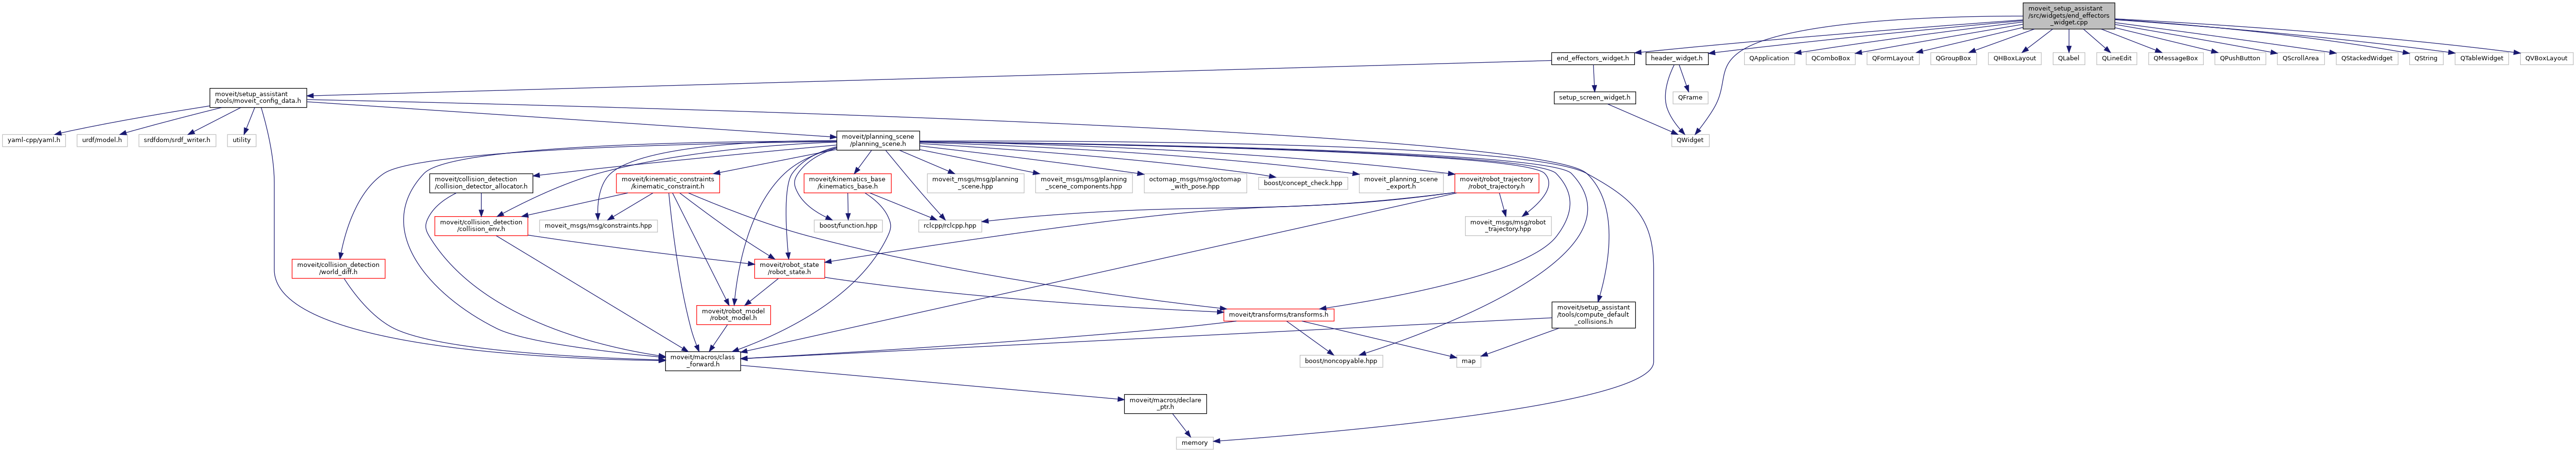 moveit_setup_assistant
/src/widgets/end_effectors
_widget.cpp
end_effectors_widget.h
header_widget.h
QApplication
QComboBox
QFormLayout
QGroupBox
QHBoxLayout
QLabel
QLineEdit
QMessageBox
QPushButton
QScrollArea
QStackedWidget
QString
QTableWidget
QVBoxLayout
moveit/setup_assistant
/tools/moveit_config_data.h
setup_screen_widget.h
QFrame
yaml-cpp/yaml.h
urdf/model.h
srdfdom/srdf_writer.h
utility
moveit/planning_scene
/planning_scene.h
QWidget
moveit/collision_detection
/collision_detector_allocator.h
moveit/kinematic_constraints
/kinematic_constraint.h
moveit/kinematics_base
/kinematics_base.h
moveit_msgs/msg/planning
_scene.hpp
moveit_msgs/msg/planning
_scene_components.hpp
octomap_msgs/msg/octomap
_with_pose.hpp
boost/concept_check.hpp
moveit_planning_scene
_export.h
moveit/robot_trajectory
/robot_trajectory.h
moveit/collision_detection
/collision_env.h
moveit_msgs/msg/constraints.hpp
boost/function.hpp
rclcpp/rclcpp.hpp
moveit_msgs/msg/robot
_trajectory.hpp
moveit/collision_detection
/world_diff.h
moveit/robot_state
/robot_state.h
moveit/robot_model
/robot_model.h
moveit/transforms/transforms.h
moveit/setup_assistant
/tools/compute_default
_collisions.h
moveit/macros/class
_forward.h
boost/noncopyable.hpp
map
moveit/macros/declare
_ptr.h
memory